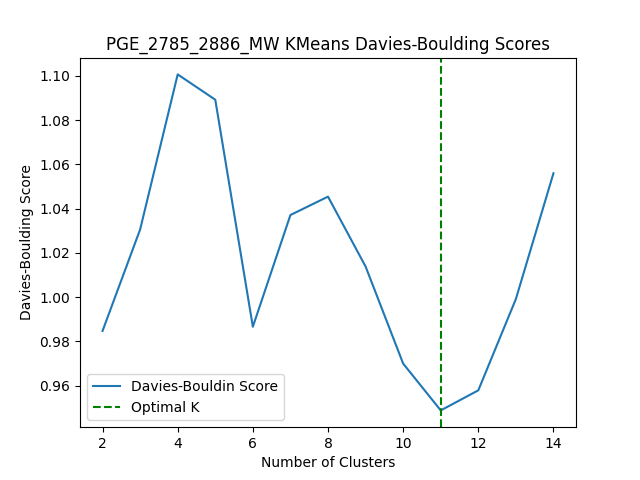 PGE_2785_2886_MW KMeans Davies-Boulding Scores
1.10
1.08
1.06
1.04
1.02
1.00
0.98
0.96
Davies-Boulding Score
Davies-Bouldin Score
Optimal K
2 4 6 8 10 12 14
Number of Clusters